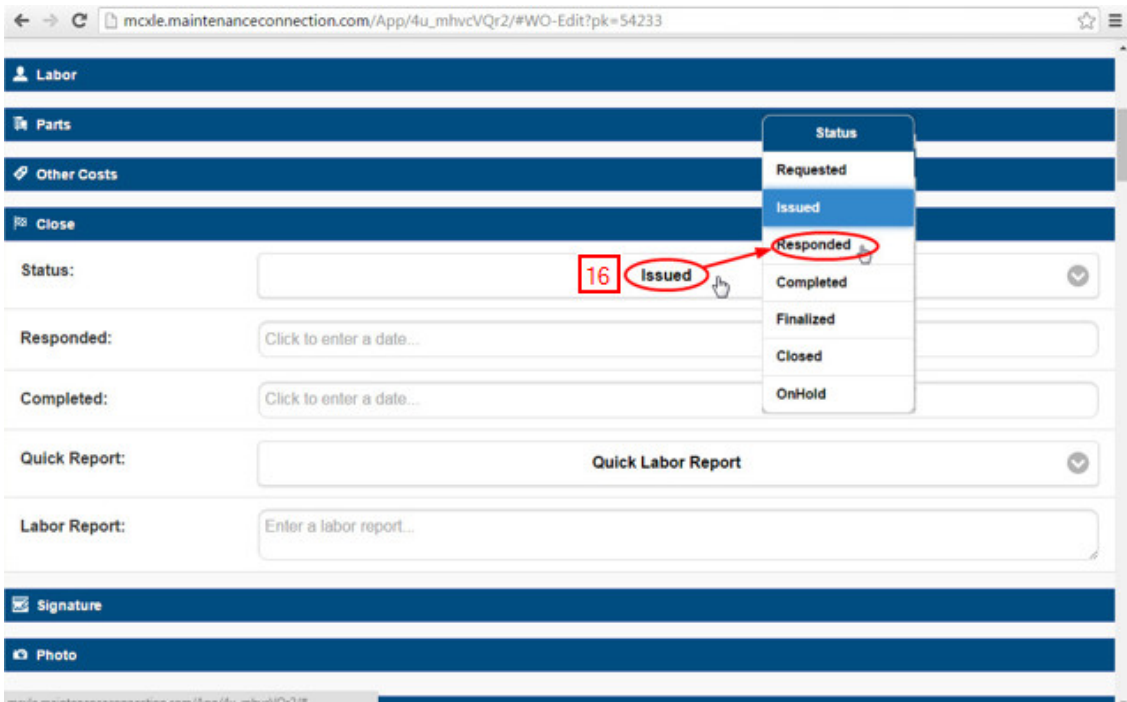 mcxle.maintenanceconnection.com/App/4u_mhvcVQr2/#WO-Edit?pk=54233
Labor
Parts
Other Costs
Close
Status:
16
Issued
Status
Requested
Issued
Responded
Completed
Finalized
Closed
OnHold
Responded:
Click to enter a date...
Completed:
Click to enter a date...
Quick Report:
Quick Labor Report
Labor Report:
Enter a labor report...
Signature
Photo